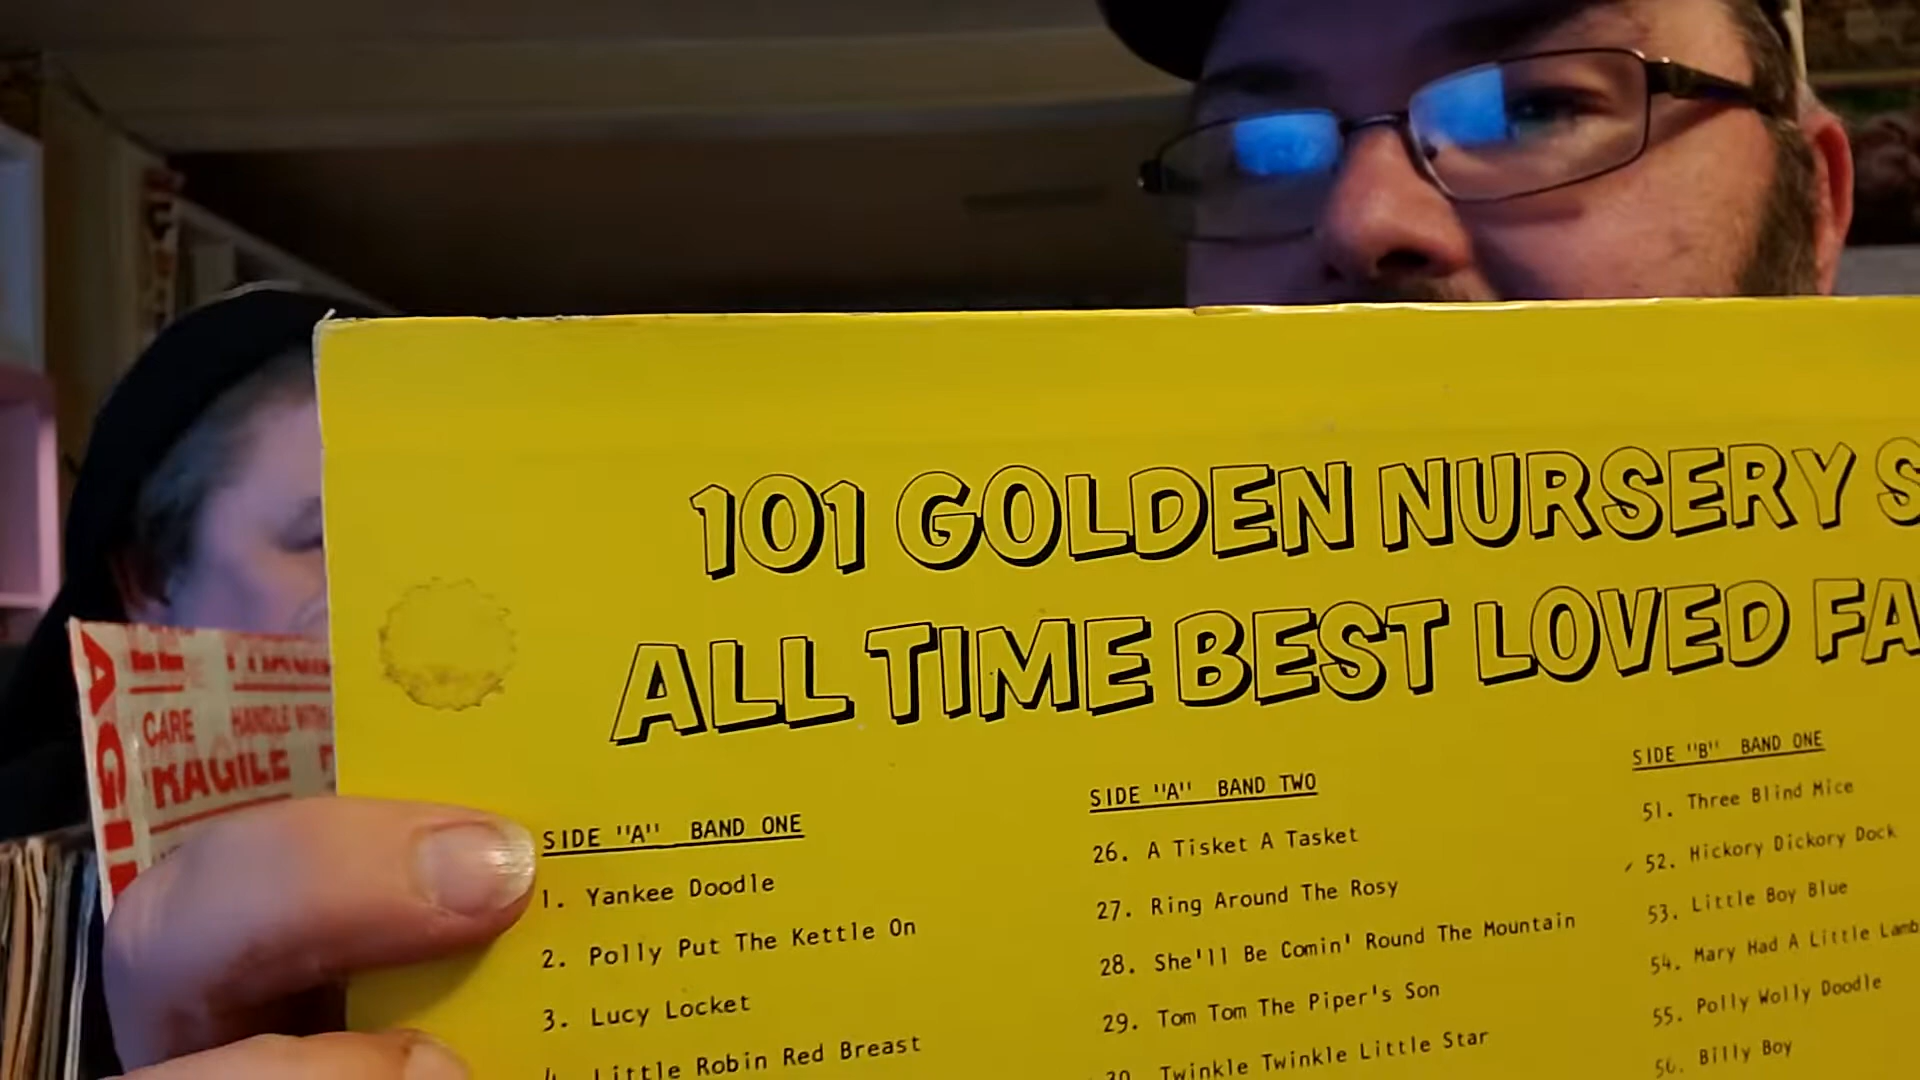 101 GOLDEN NURSERY S
ALL TIME BEST LOVED FA
SIDE "A" BAND ONE
1. Yankee Doodle
2. Polly Put The Kettle On
3. Lucy Locket
4. Little Robin Red Breast
SIDE "A" BAND TWO
26. A Tisket A Tasket
27. Ring Around The Rosy
28. She'll Be Comin' Round The Mountain
29. Tom Tom The Piper's Son
30. Twinkle Twinkle Little Star
SIDE "B" BAND ONE
51. Three Blind Mice
52. Hickory Dickory Dock
53. Little Boy Blue
54. Mary Had A Little Lamb
55. Polly Wolly Doodle
56. Billy Boy
CARE HANDLE WITH
FRAGILE